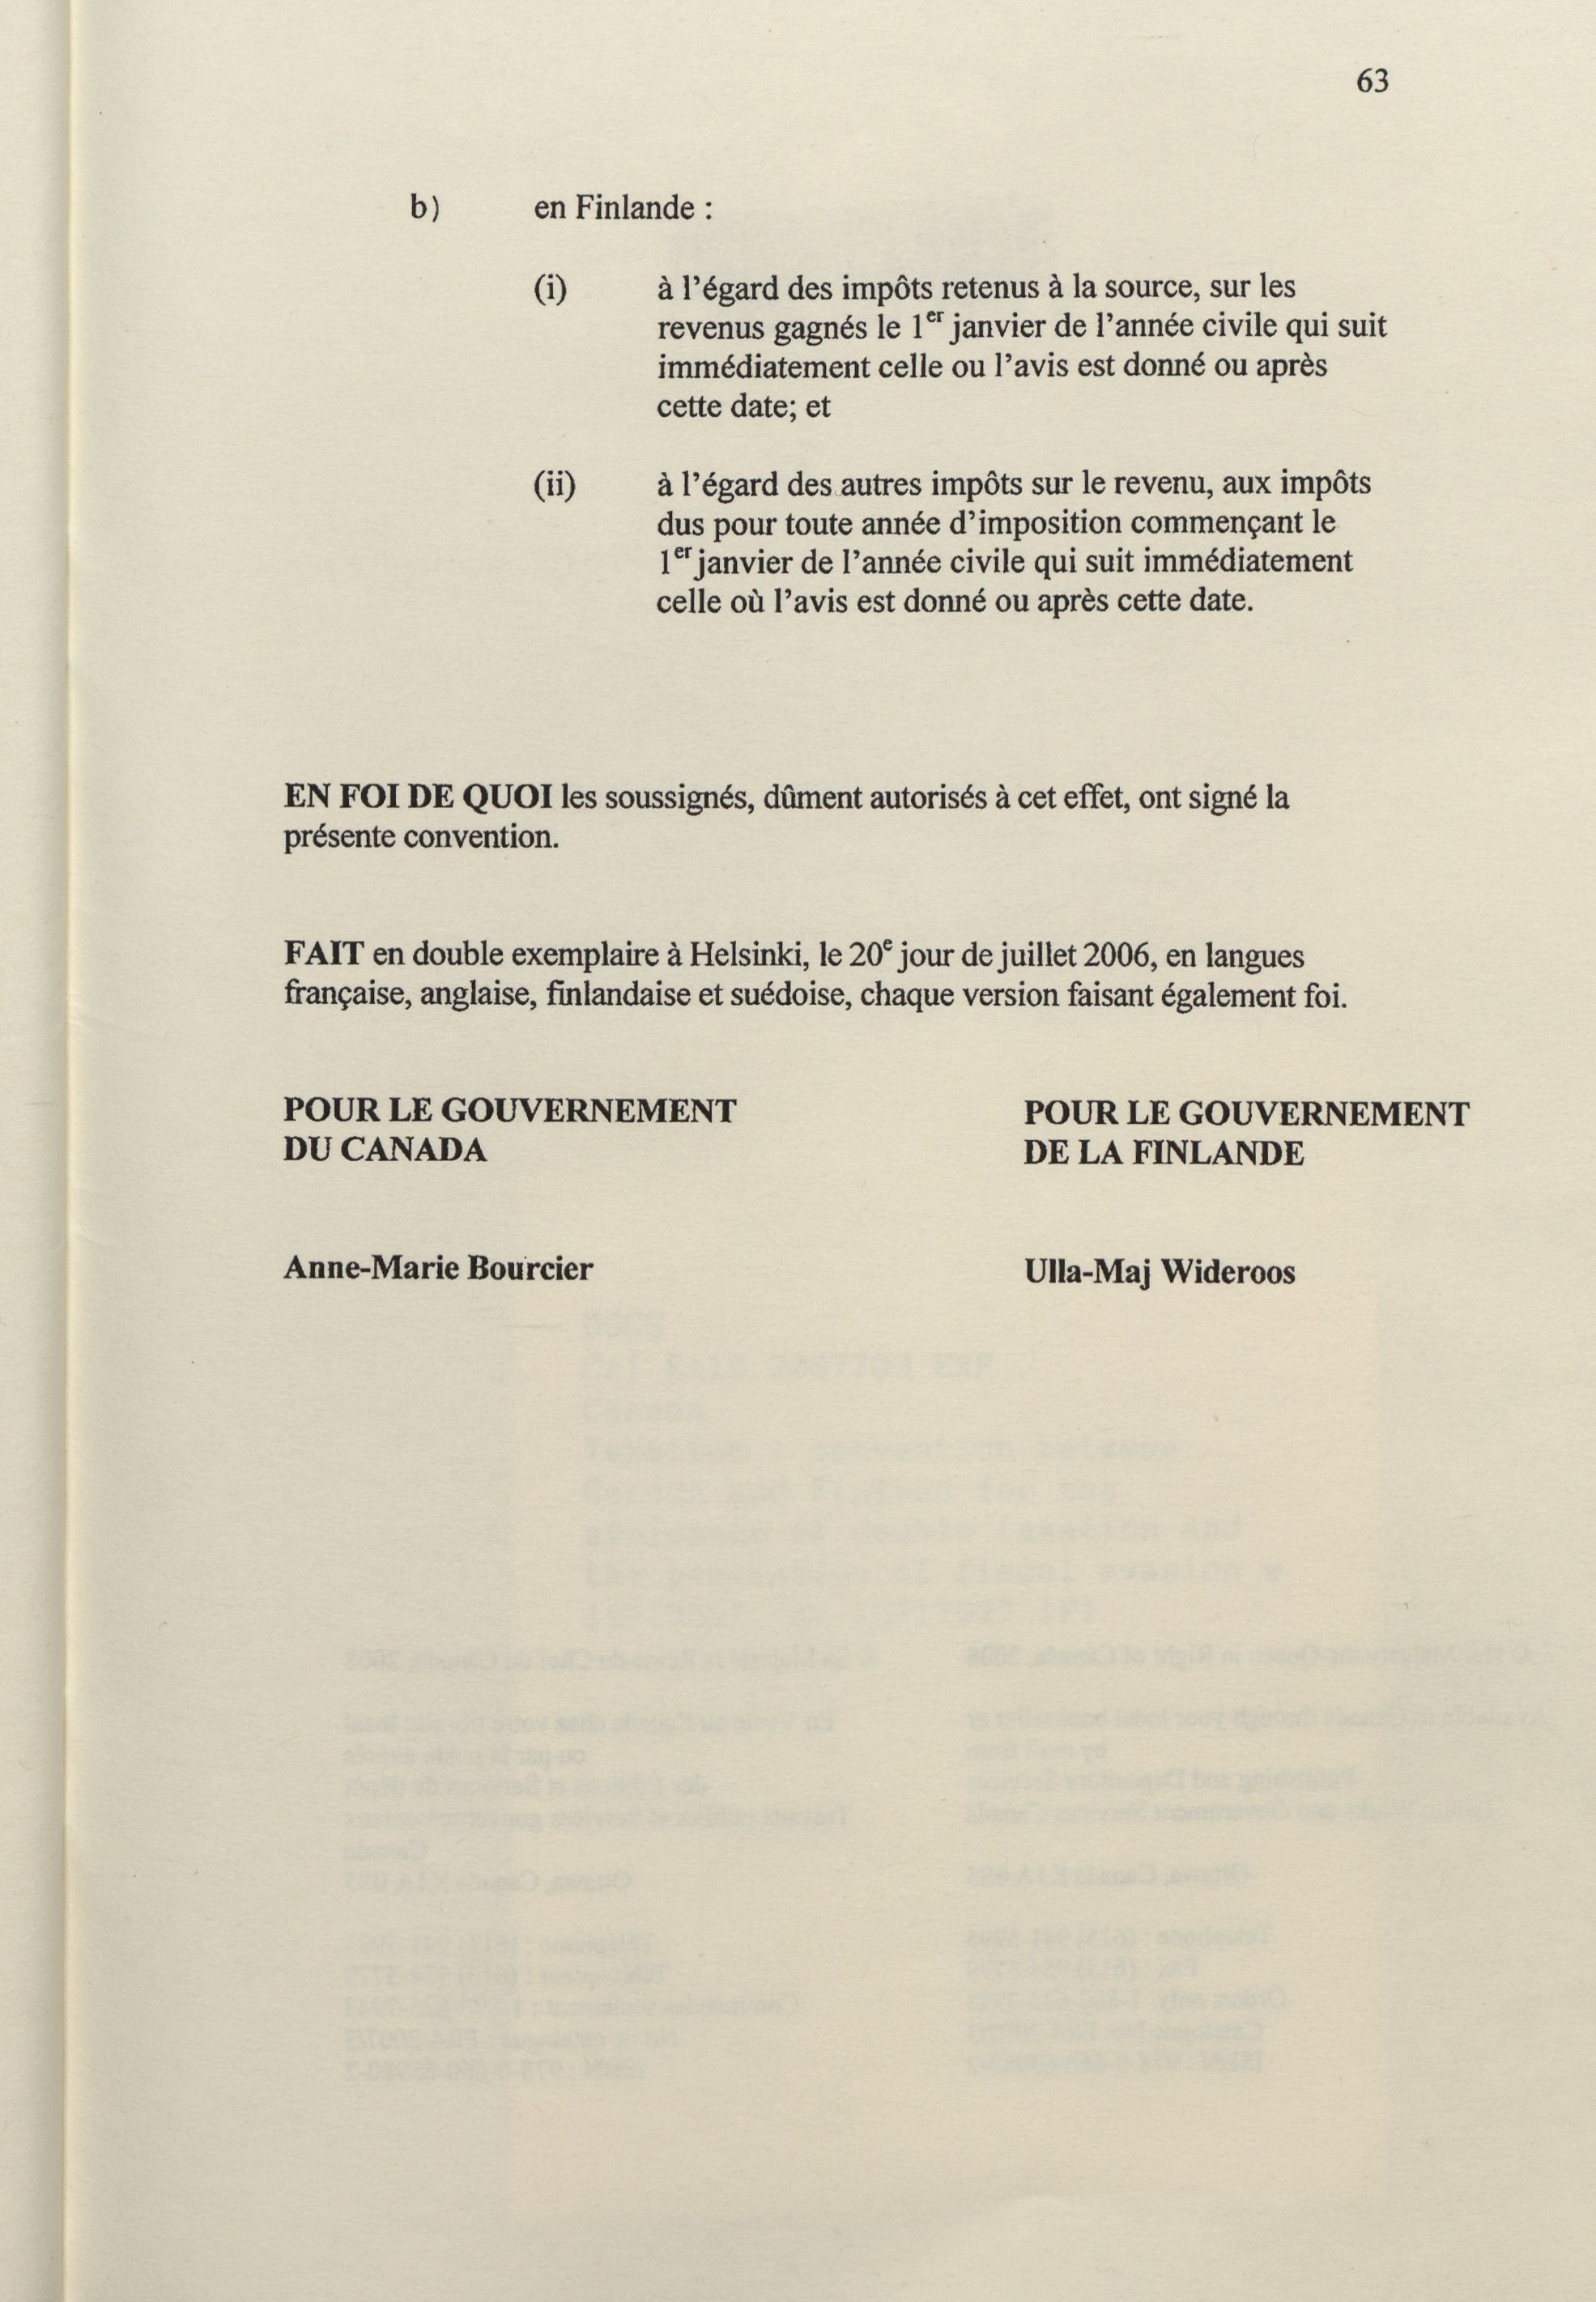 63
b) en Finlande :
(i) à l'égard des impôts retenus à la source, sur les
revenus gagnés le 1er janvier de l'année civile qui suit
immédiatement celle ou l'avis est donné ou après
cette date; et
(ii) à l'égard des autres impôts sur le revenu, aux impôts
dus pour toute année d'imposition commençant le
1er janvier de l'année civile qui suit immédiatement
celle où l'avis est donné ou après cette date.
EN FOI DE QUOI les soussignés, dûment autorisés à cet effet, ont signé la
présente convention.
FAIT en double exemplaire à Helsinki, le 20e jour de juillet 2006, en langues
française, anglaise, finlandaise et suédoise, chaque version faisant également foi.
POUR LE GOUVERNEMENT
DU CANADA
Anne-Marie Bourcier
POUR LE GOUVERNEMENT
DE LA FINLANDE
Ulla-Maj Wideroos